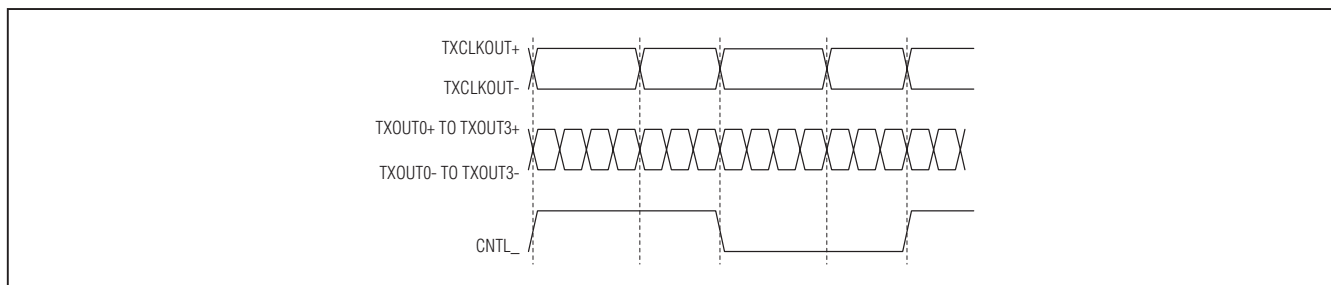 TXCLKOUT+
TXCLKOUT-
TXOUT0+ TO TXOUT3+
TXOUT0- TO TXOUT3-
CNTL_